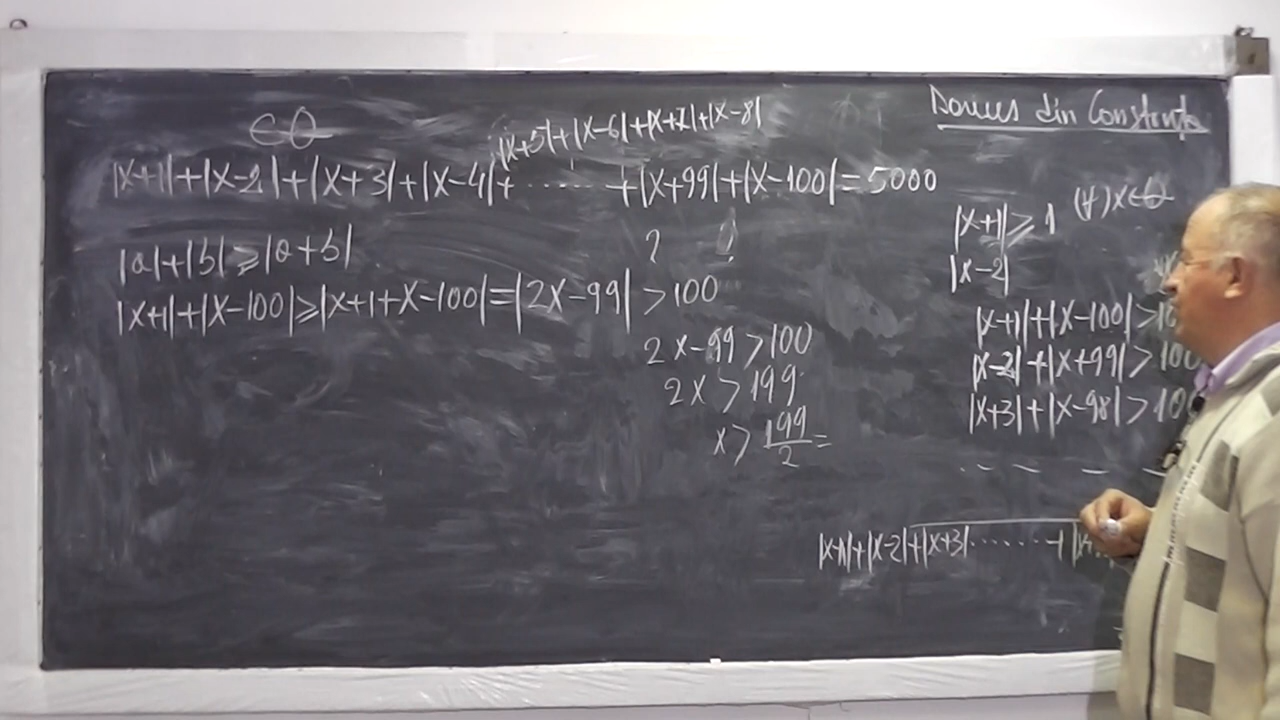 ∈Q
|x+5|+|x-6|+|x+7|+|x-8|
|x+1|+|x-2|+|x+3|+|x-4|+ ........ +|x+99|+|x-100|=5000
? ?
|a|+|b|≥|a+b|
|x+1|+|x-100|≥|x+1+x-100|=|2x-99|>100
2x-99>100
2x>199
x>199/2=
din Constanța
|x+1|≥1 (∀)x∈Q
|x-2|
|x+1|+|x-100|>10
|x-2|+|x+99|>100
|x+3|+|x-98|>100
- - - -
|x+1|+|x-2|+|x+3|.......+|x